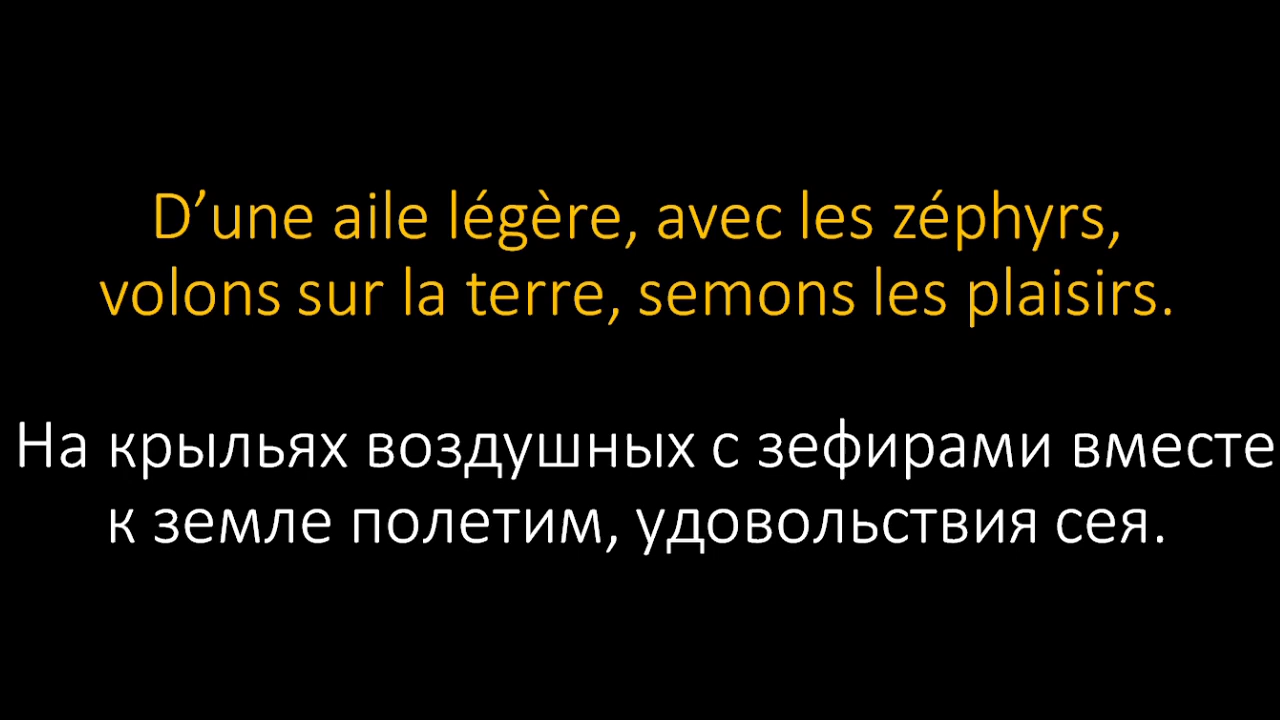 D’une aile légère, avec les zéphyrs,
volons sur la terre, semons les plaisirs.
На крыльях воздушных с зефирами вместе
к земле полетим, удовольствия сея.